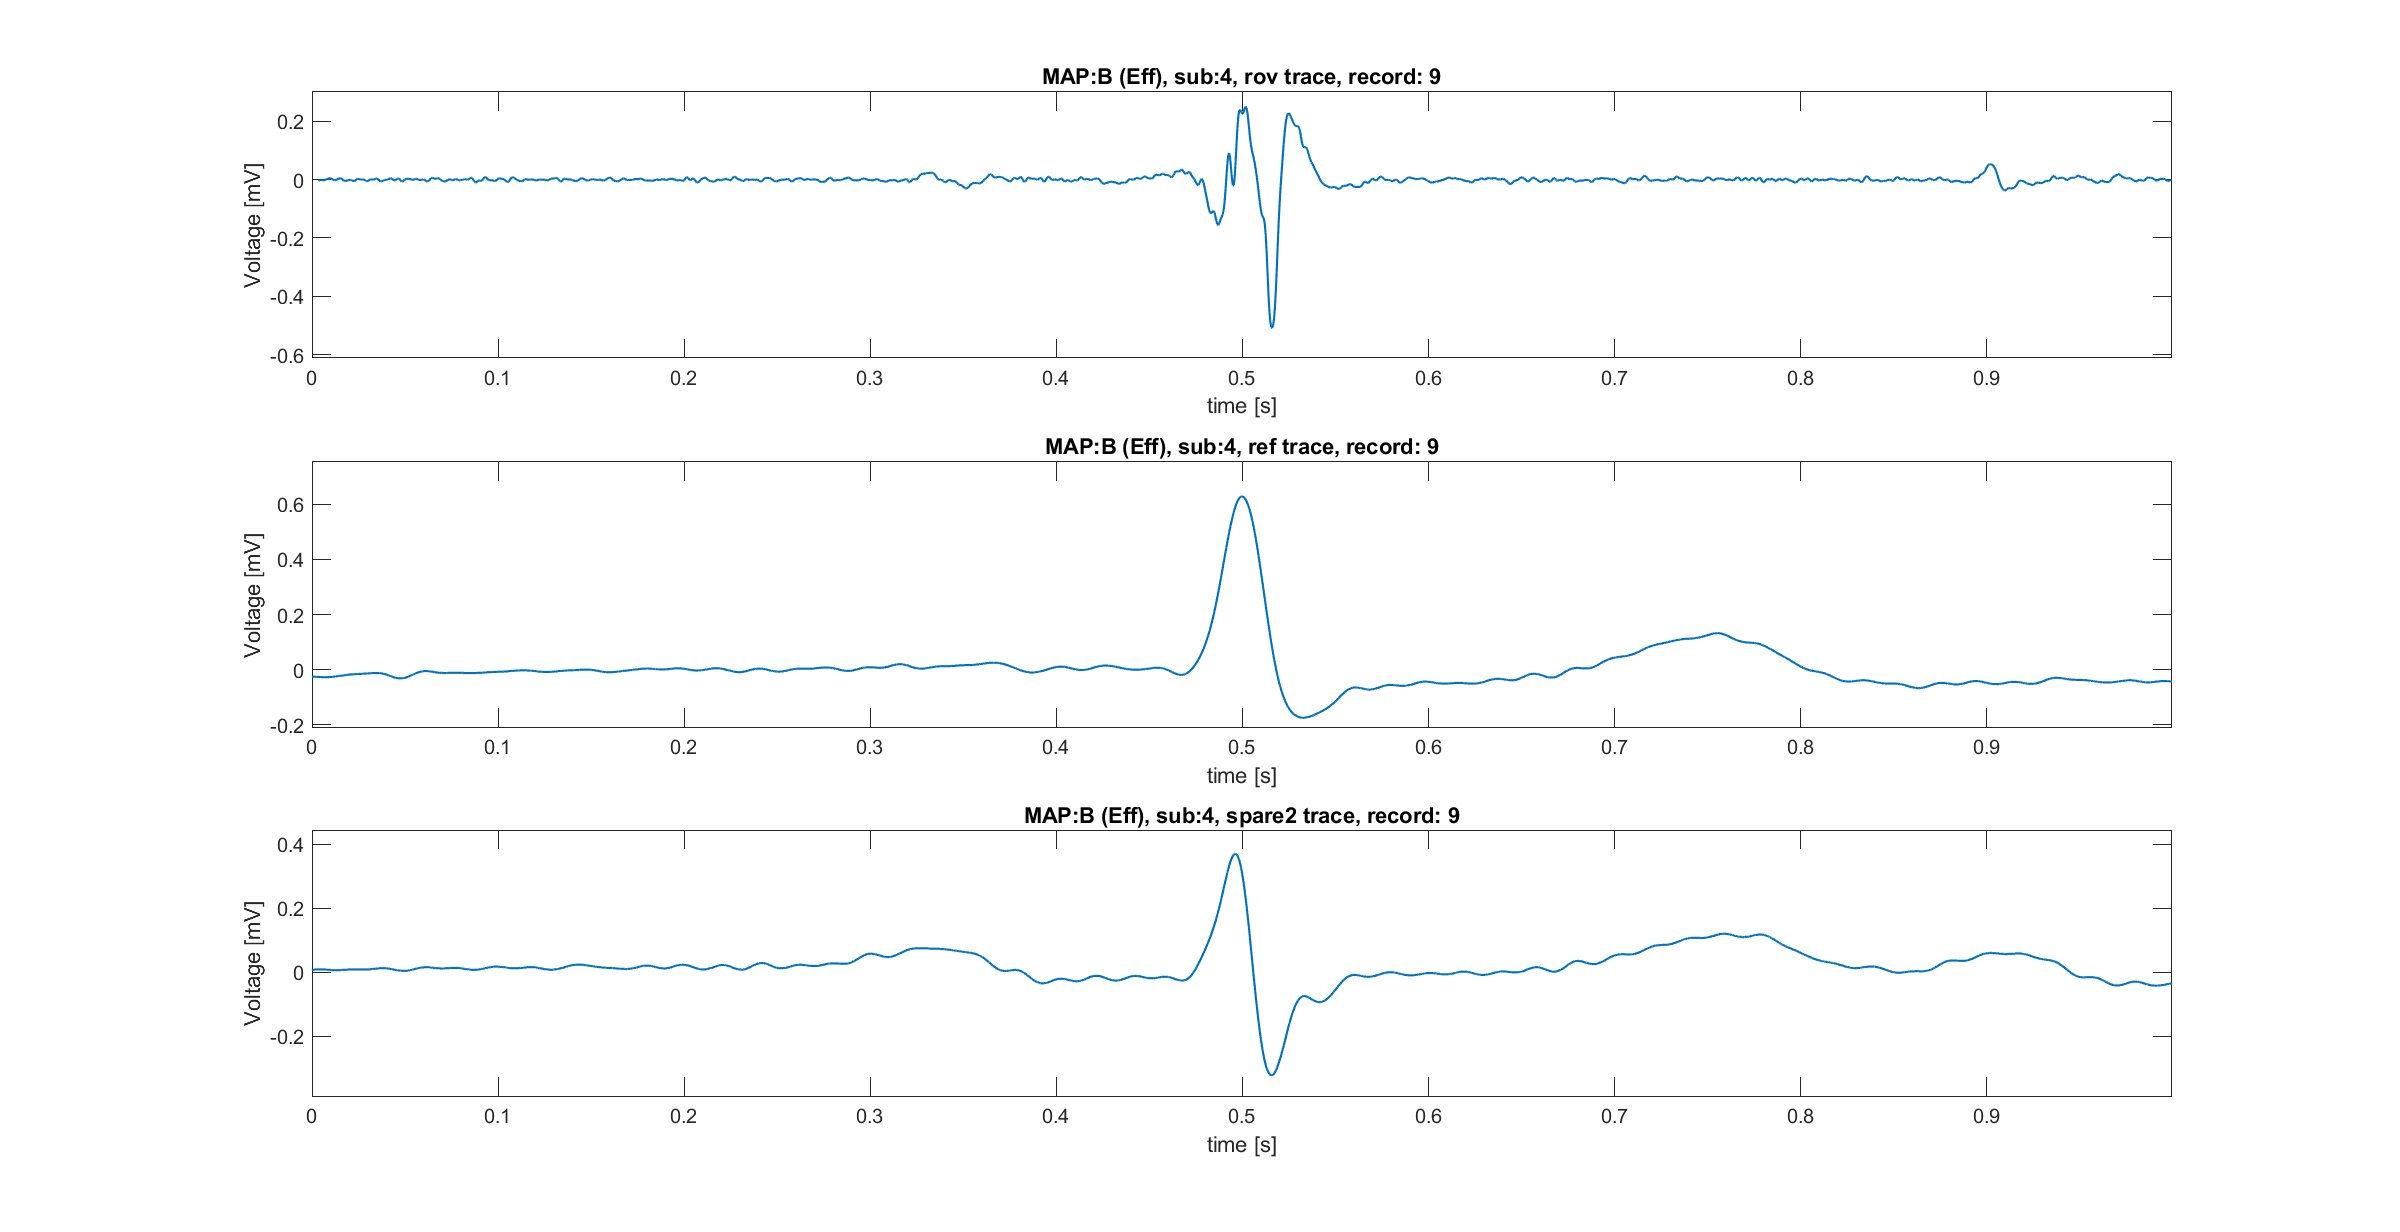 MAP:B (Eff), sub:4, rov trace, record: 9
Voltage [mV]
0.2
0
-0.2
-0.4
-0.6
0 0.1 0.2 0.3 0.4 0.5 0.6 0.7 0.8 0.9
time [s]
MAP:B (Eff), sub:4, ref trace, record: 9
Voltage [mV]
0.6
0.4
0.2
0
-0.2
0 0.1 0.2 0.3 0.4 0.5 0.6 0.7 0.8 0.9
time [s]
MAP:B (Eff), sub:4, spare2 trace, record: 9
Voltage [mV]
0.4
0.2
0
-0.2
0 0.1 0.2 0.3 0.4 0.5 0.6 0.7 0.8 0.9
time [s]